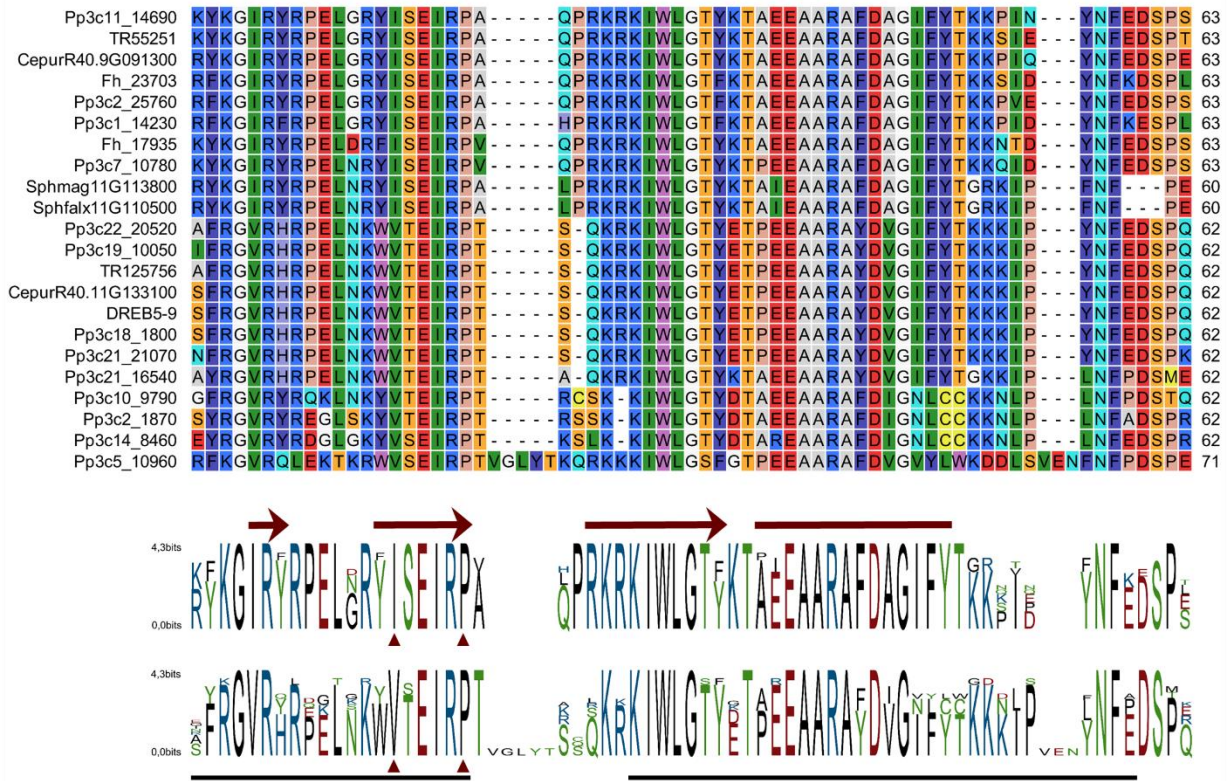 Pp3c11_14690 KYKGIRYRPELGRYISEIRPA-----QPRKRKIWLGTYKTAEEAARAFDAGIFYTKKPIN---YNFEDSPS 63
TR55251 KYKGIRYRPELGRYISEIRPA-----QPRKRKIWLGTYKTAEEAARAFDAGIFYTKKSIE---YNFEDSPT 63
CepurR40.9G091300 RYKGIRYRPELGRYISEIRPA-----QPRKRKIWLGTYKTAEEAARAFDAGIFYTKKPIQ---YNFEDSPE 63
Fh_23703 RFKGIRYRPELGRYISEIRPA-----QPRKRKIWLGTFKTAEEAARAFDAGIFYTKKSID---YNFKDSPL 63
Pp3c2_25760 RFKGIRYRPELGRYISEIRPA-----QPRKRKIWLGTFKTAEEAARAFDAGIFYTKKPVE---YNFEDSPS 63
Pp3c1_14230 RFKGIRFRPELGRYISEIRPA-----HPRKRKIWLGTFKTAEEAARAFDAGIFYTKKPID---YNFEKSPL 63
Fh_17935 RFKGIRYRPELDRFISEIRPV-----QPRKRKIWLGTYKTAEEAARAFDAGIFYTKKNTD---YNFEDSPS 63
Pp3c7_10780 KYKGIRYRPELNRYISEIRPV-----QPRKRKIWLGTYKTPEEAARAFDAGIFYTKKQID---YNFEDSPS 63
Sphmag11G113800 RYKGIRYRPELNRYISEIRPA-----LPRKRKIWLGTYKTAIEAARAFDAGIFYTGRKIP---FNF---PE 60
Sphfalx11G110500 RYKGIRYRPELNRYISEIRPA-----LPRKRKIWLGTYKTAIEAARAFDAGIFYTGRKIP---FNF---PE 60
Pp3c22_20520 AFRGVRHRPELNKWVTEIRPT-----S-QKRKIWLGTYETPEEAARAYDVGIFYTKKKIP---YNFEDSPQ 62
Pp3c19_10050 IFRGVRHRPELNKWVTEIRPT-----S-QKRKIWLGTYETPEEAARAYDVGIFYTKKKIP---YNFEDSPQ 62
TR125756 AFRGVRHRPELNKWVTEIRPT-----S-QKRKIWLGTYETPEEAARAYDVGIFYTKKKIP---YNFEDSPQ 62
CepurR40.11G133100 SFRGVRHRPELNKWVTEIRPT-----S-QKRKIWLGTYETPEEAARAYDVGIFYTKKKIP---YNFEDSPQ 62
DREB5-9 SFRGVRHRPELNKWVTEIRPT-----S-QKRKIWLGTYETPEEAARAYDVGIFYTKKKIP---YNFEDSPQ 62
Pp3c18_1800 SFRGVRHRPELNKWVTEIRPT-----S-QKRKIWLGTYETPEEAARAYDVGIFYTKKKIP---YNFEDSPQ 62
Pp3c21_21070 NFRGVRHRPELNKWVTEIRPT-----S-QKRKIWLGTYETPEEAARAYDVGIFYTKKKIP---YNFEDSPK 62
Pp3c21_16540 AYRGVRHRPELNKWVTEIRPT-----A-QKRKIWLGTYKTAEEAARAYDVGIFYTGKKIP---LNFPDSME 62
Pp3c10_9790 GFRGVRYRQKLNKYVTEIRPT-----RCSK-KIWLGTYDTAEEAARAFDIGNLCCKKNLP---LNFPDSTQ 62
Pp3c2_1870 SYRGVRYREGLSKYVTEIRPT-----RSSK-KIWLGTYDTAEEAARAFDIGNLCCKKNLP---LNFADSPR 62
Pp3c14_8460 EYRGVRYRDGLGKYVSEIRPT-----KSLK-KIWLGTYDTAREAARAFDIGNLCCKKNLP---LNFEDSPR 62
Pp3c5_10960 RFKGVRQLEKTKRWVSEIRPTVGLYTKQRKKKIWLGSFGTPEEAARAFDVGVYLWKDDLSVENFNFPDSPE 71
4,3bits
0,0bits
4,3bits
0,0bits